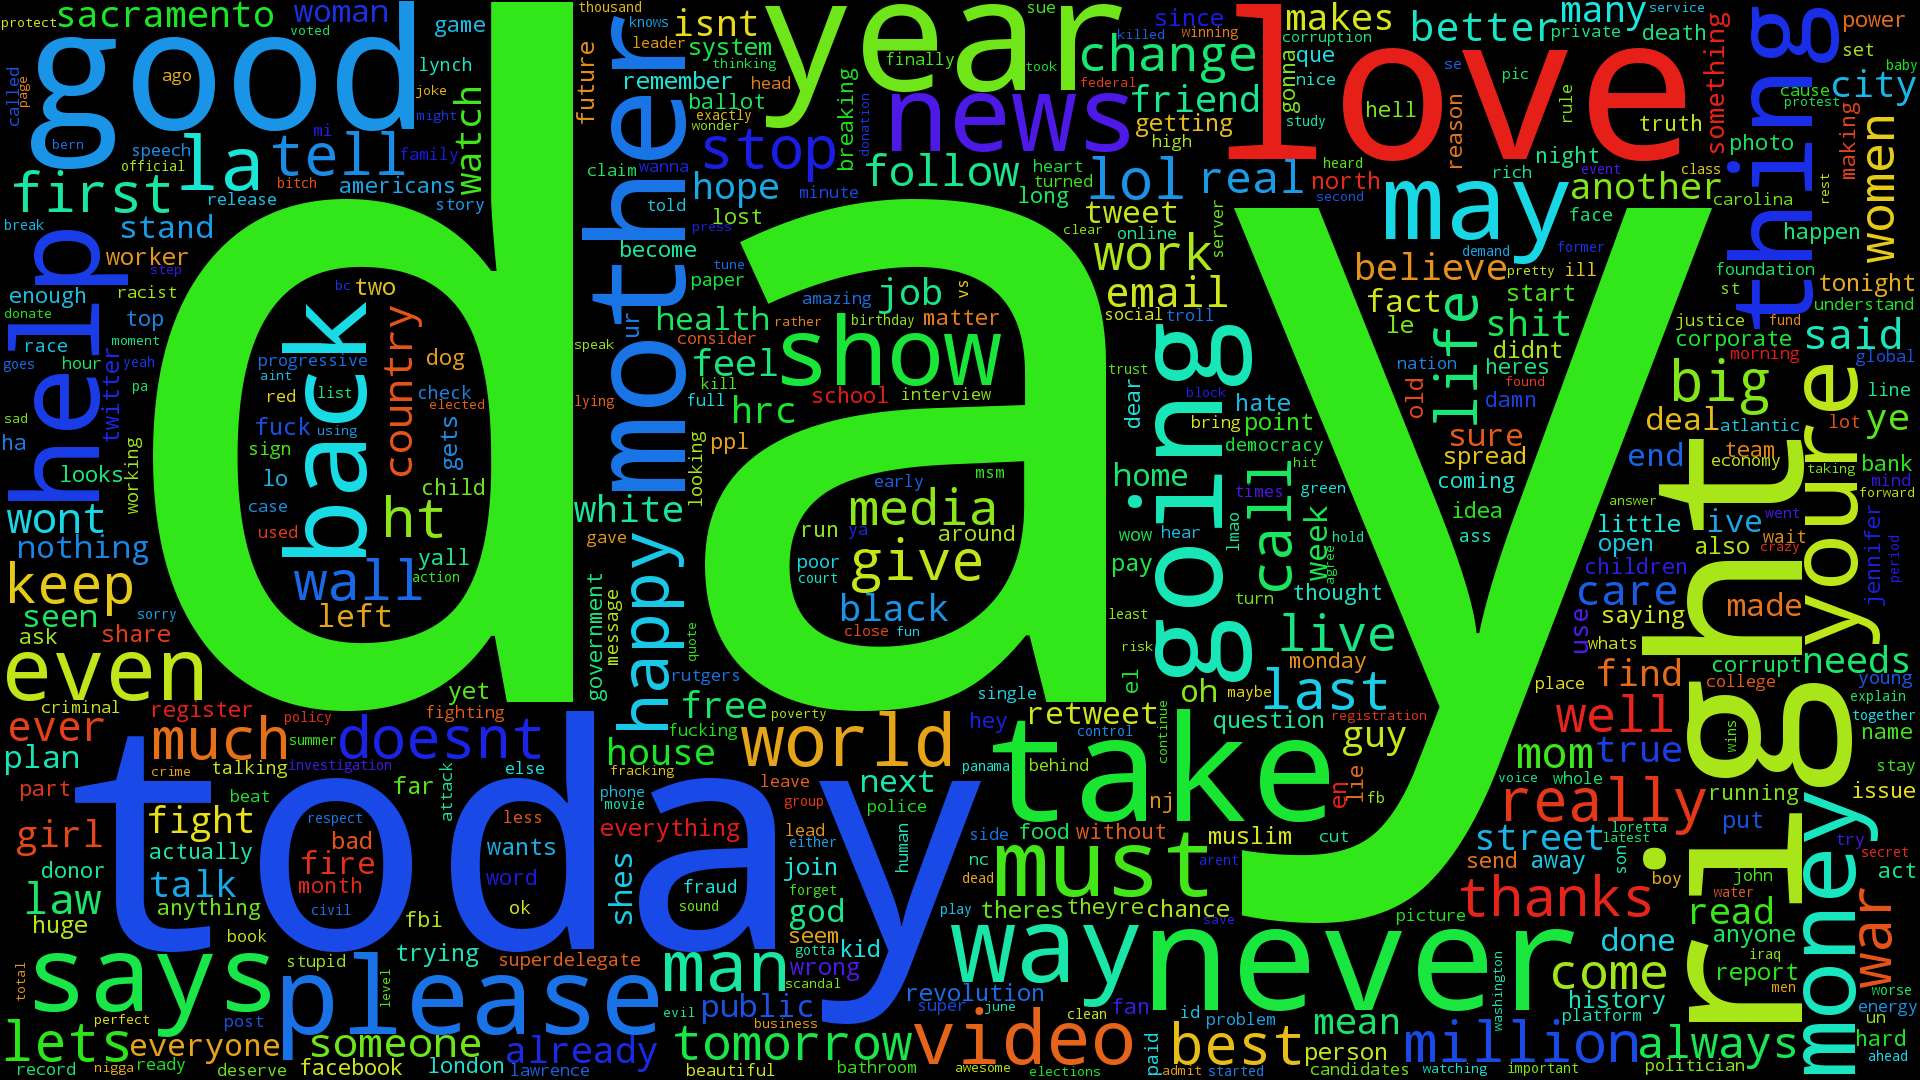 protect
sacramento
voted
woman
game
thousand
knows
sue
isnt
year
since
makes
love
better
many
service
death
something
thing
power
good
called
page
ago
lynch
joke
might
watch
future
mother
leader
system
thinking
remember
head
ballot
exactly
wonder
finally
took
killed
winning
corruption
private
change
que
se
pic
set
city
baby
news
donation
federal
friend
nice
gonna
hell
rule
truth
cause
protest
bern
official
speech
mi
la
tell
family
bitch
stop
breaking
getting
high
study
reason
night
photo
making
women
first
release
americans
story
claim
wanna
hope
minute
follow
heart
turned
long
lol
real
heard
north
second
rich
event
class
may
another
carolina
rest
break
stand
worker
step
help
told
lost
press
become
tune
clear
tweet
online
server
work
demand
former
face
happen
foundation
st
tonight
understand
day
enough
donate
racist
top
race
hour
moment
yeah
goes
pa
twitter
sad
ha
looks
working
bc
two
back
country
progressive
aint
red
list
fuck
using
sign
dog
check
elected
gets
lo
case
child
used
ht
wall
yall
action
left
paper
amazing
job
vs
health
rather
birthday
matter
consider
ur
speak
feel
show
kill
full
lying
hrc
school
interview
ppl
looking
email
social
troll
believe
pretty
ill
fact
start
le
life
shit
didnt
heres
justice
fund
corporate
morning
said
global
nation
trust
going
block
dear
hate
bring
point
democracy
hit
old
found
damn
big
deal
atlantic
lot
line
ye
sure
spread
team
end
economy
taking
bank
mind
forward
home
call
times
green
coming
idea
answer
white
early
msm
media
run
ya
around
gave
give
poor
court
black
close
fun
happy
wow
hear
lmao
week
hold
agree
pay
ass
little
ive
went
open
also
wait
crazy
children
wont
nothing
keep
seen
sorry
ask
share
even
criminal
ever
register
plan
thought
turn
least
risk
live
monday
care
use
saying
made
whats
jennifer
period
right
youre
government
message
quote
rutgers
el
oh
maybe
last
place
find
corrupt
needs
college
young
explain
yet
single
fighting
policy
free
poverty
fucking
hey
retweet
continue
question
registration
guy
well
together
wins
name
much
summer
doesnt
investigation
house
world
control
take
mom
true
crime
talking
else
fracking
leave
next
panama
behind
lie
en
voice
whole
stay
part
beat
far
attack
phone
movie
group
police
nj
fb
really
running
issue
girl
fight
respect
less
everything
lead
side
food
without
muslim
cut
street
latest
loretta
put
try
actually
bad
wants
either
human
nc
must
arent
send
away
son
secret
donor
fire
today
month
word
shes
fraud
join
dead
boy
john
act
law
talk
anything
civil
ok
sound
forget
god
play
theres
theyre
chance
save
picture
thanks
water
read
money
war
huge
book
fbi
seem
gotta
kid
way
never
done
anyone
iraq
trying
stupid
superdelegate
man
wrong
scandal
come
report
men
worse
total
says
level
please
evil
public
revolution
super
june
clean
fan
id
washington
history
platform
energy
perfect
post
business
problem
mean
un
lets
everyone
someone
already
tomorrow
video
paid
best
person
million
always
hard
ahead
record
nigga
ready
deserve
facebook
london
lawrence
beautiful
bathroom
awesome
elections
admit
started
candidates
watching
important
politician